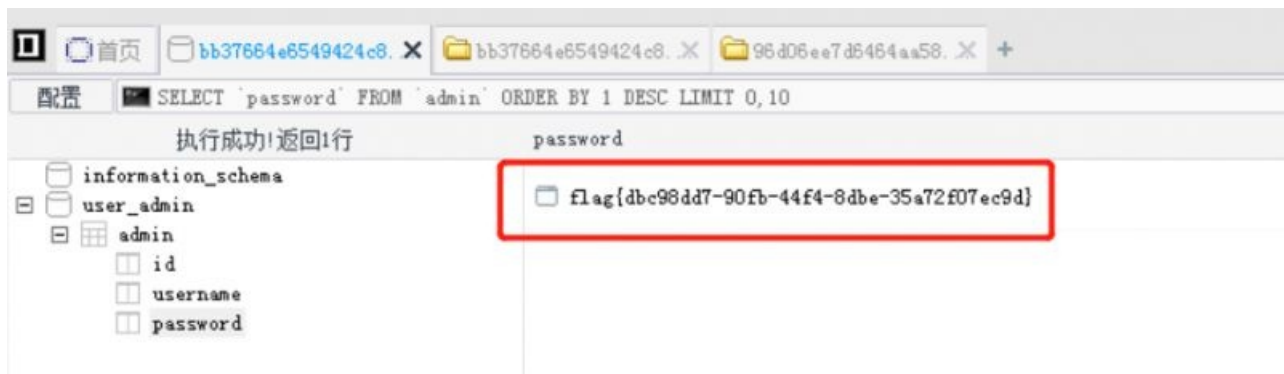 首页 bb37664e6549424c8. bb37664e6549424c8. 96d06ee7d6464aa58. +
配置 SELECT `password` FROM `admin` ORDER BY 1 DESC LIMIT 0,10
执行成功!返回1行 password
information_schema
flag{dbc98dd7-90fb-44f4-8dbe-35a72f07ec9d}
user_admin
admin
id
username
password